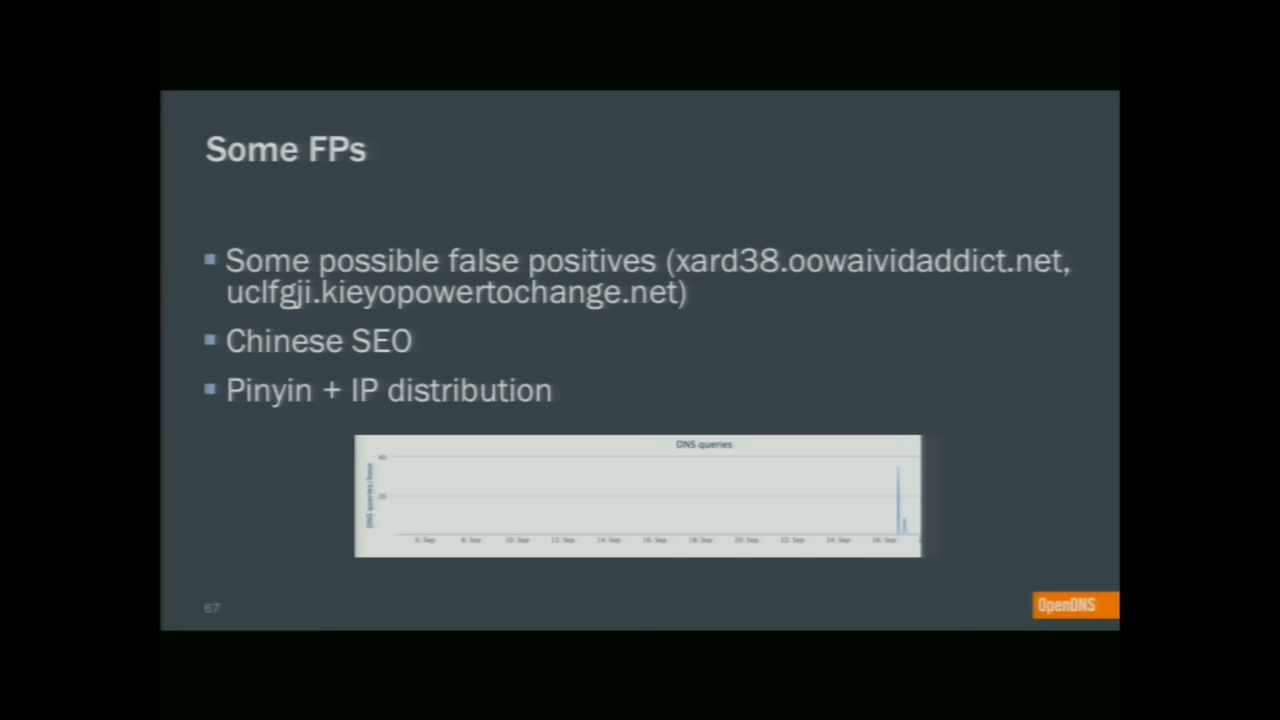 Some FPs
Some possible false positives (xard38.oowaividaddict.net,
uclfgji.kieyopowertochange.net)
Chinese SEO
Pinyin + IP distribution
DNS queries
DNS queries/hour
40
20
6. Sep
8. Sep
10. Sep
12. Sep
14. Sep
16. Sep
18. Sep
20. Sep
22. Sep
24. Sep
26. Sep
67
OpenDNS